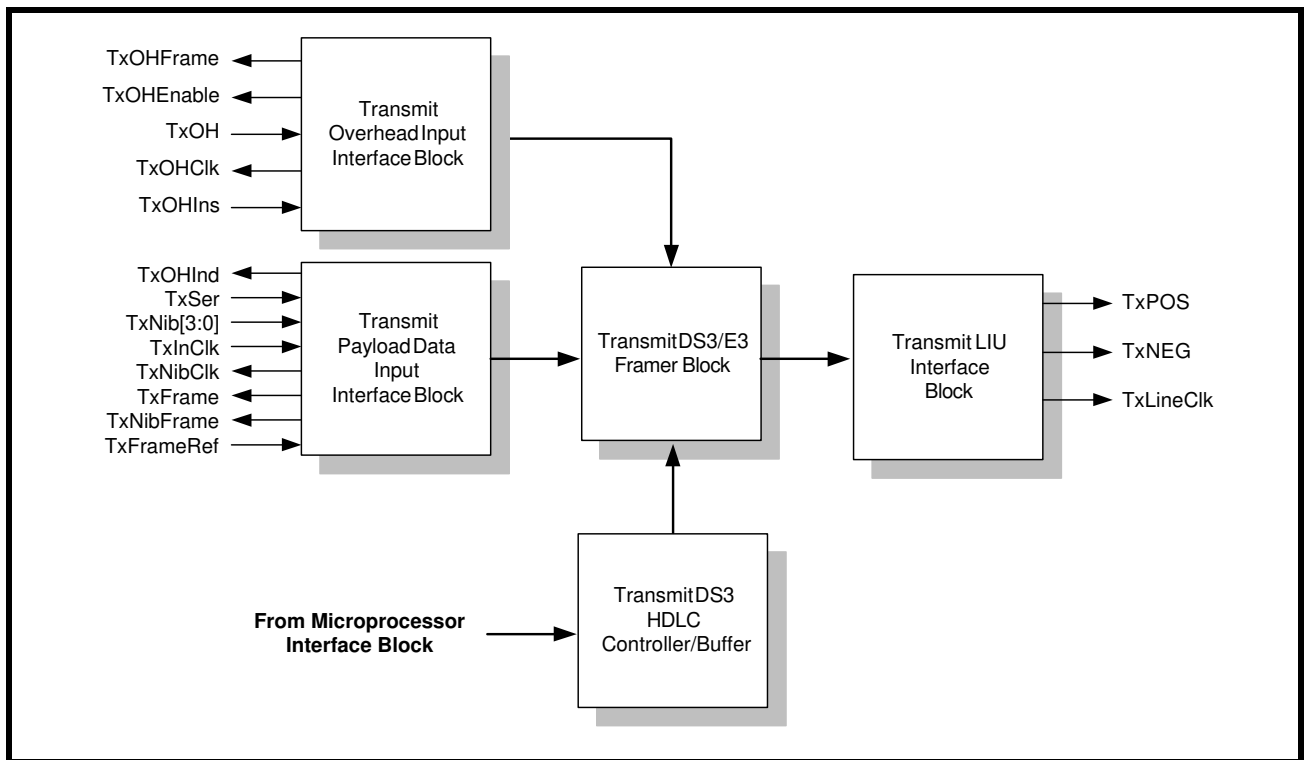 TxOHFrame
TxOHEnable
TxOH
TxOHClk
TxOHIns
Transmit
Overhead Input
Interface Block
TxOHInd
TxSer
TxNib[3:0]
TxInClk
TxNibClk
TxFrame
TxNibFrame
TxFrameRef
Transmit
Payload Data
Input
Interface Block
Transmit DS3/E3
Framer Block
Transmit LIU
Interface
Block
TxPOS
TxNEG
TxLineClk
From Microprocessor
Interface Block
Transmit DS3
HDLC
Controller/Buffer